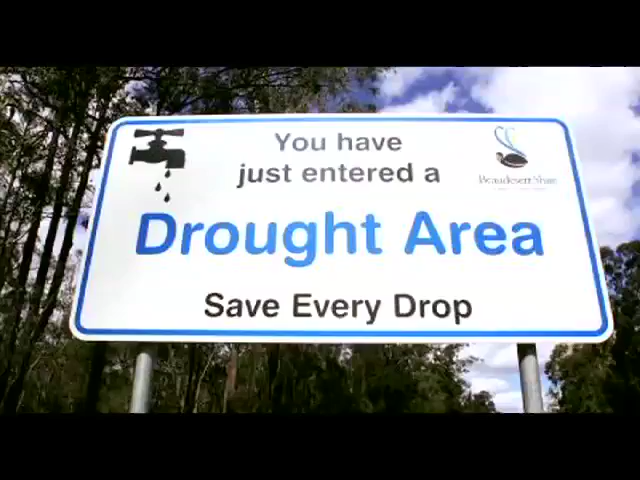 You have
just entered a
Beaudesert Shire
Drought Area
Save Every Drop